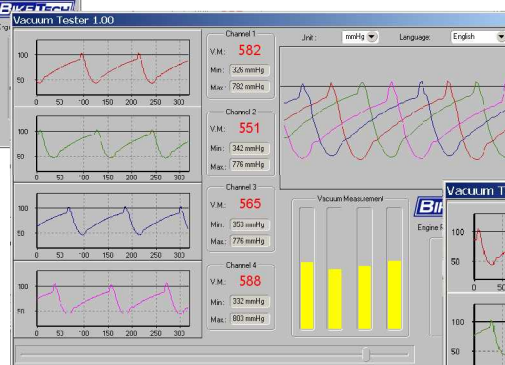 BIKETECH
Vacuum Tester 1.00
Channel 1
V.M.: 582
Min.: 326 mmHg
Max.: 782 mmHg
Channel 2
V.M.: 551
Min.: 342 mmHg
Max.: 776 mmHg
Channel 3
V.M.: 565
Min.: 353 mmHg
Max.: 776 mmHg
Channel 4
V.M.: 588
Min.: 332 mmHg
Max.: 803 mmHg
100
50
0 50 100 150 200 250 300
100
50
0 50 100 150 200 250 300
100
50
0 50 100 150 200 250 300
100
50
0 50 100 150 200 250 300
Unit: mmHg Language: English
Vacuum Measurement
BI
Engine R
Vacuum T
100
50
0 50
100
50